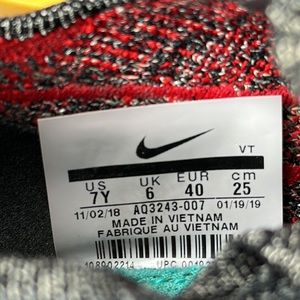 VT
US UK EUR cm
7Y 6 40 25
11/02/18 AQ3243-007 01/19/19
MADE IN VIETNAM
FABRIQUE AU VIETNAM
UPC